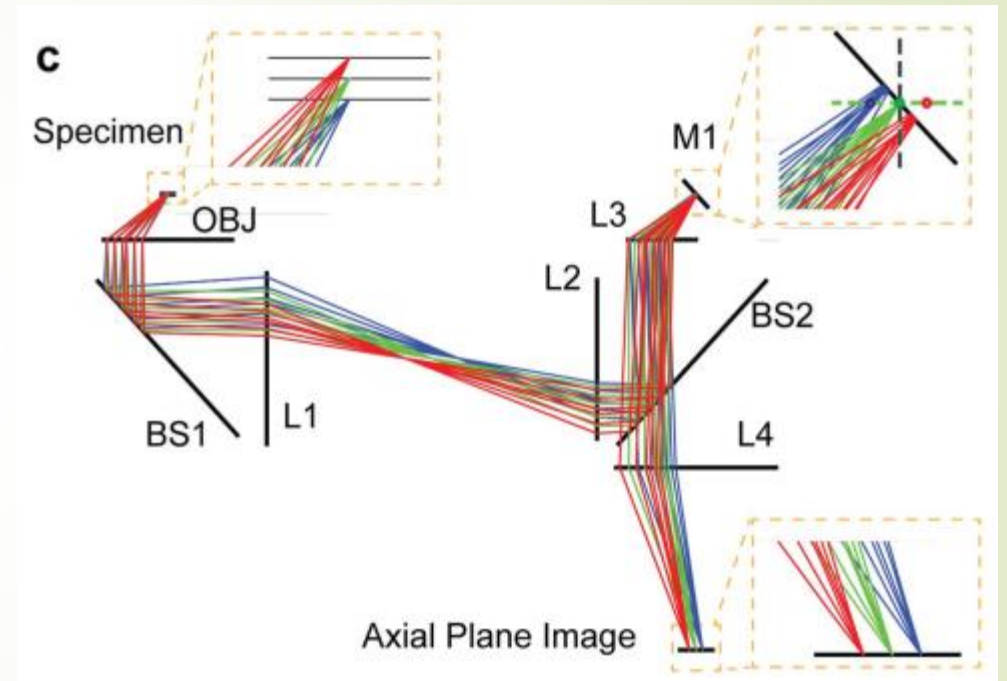 c
Specimen
OBJ
M1
L3
L2
BS2
BS1
L1
L4
Axial Plane Image